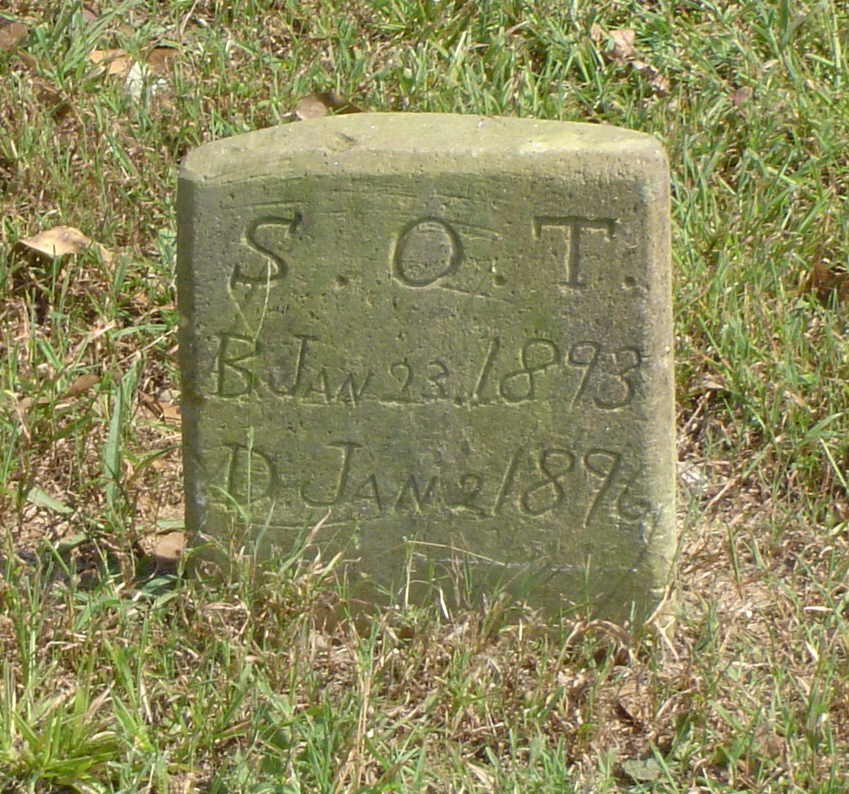 S. O. T.
B. JAN 23, 1893
D. JAN 2 1896